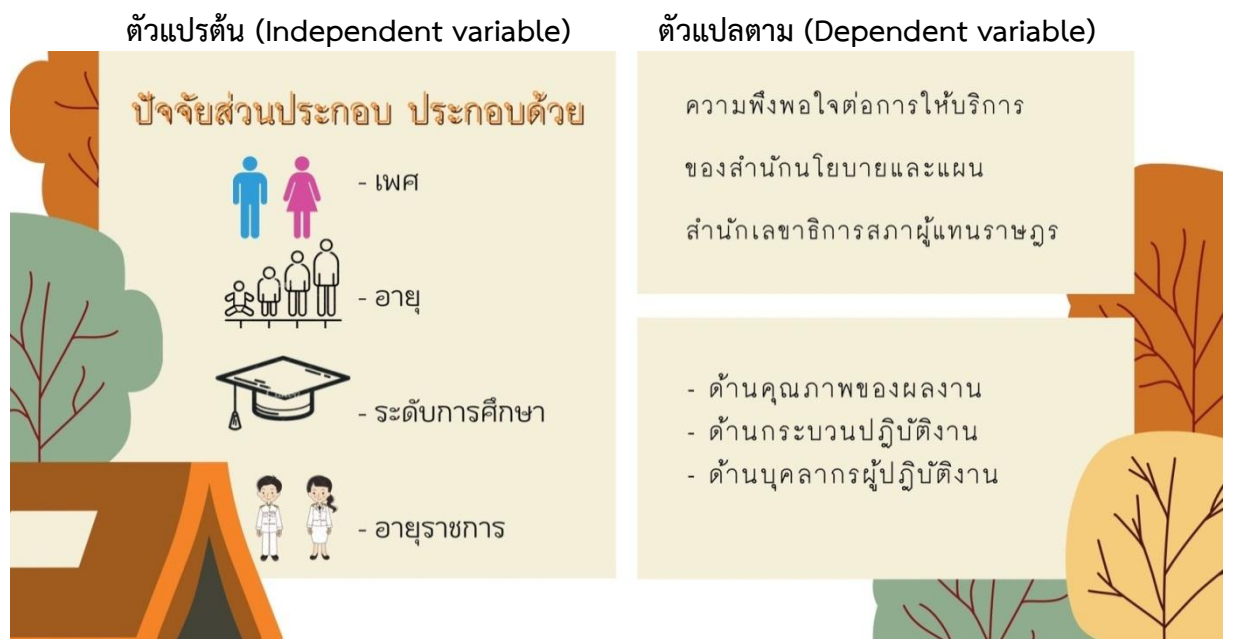 ตัวแปรต้น (Independent variable)
ปัจจัยส่วนประกอบ ประกอบด้วย
- เพศ
- อายุ
- ระดับการศึกษา
- อายุราชการ
ตัวแปลตาม (Dependent variable)
ความพึงพอใจต่อการให้บริการ
ของสำนักนโยบายและแผน
สำนักเลขาธิการสภาผู้แทนราษฎร
- ด้านคุณภาพของผลงาน
- ด้านกระบวนปฏิบัติงาน
- ด้านบุคลากรผู้ปฏิบัติงาน